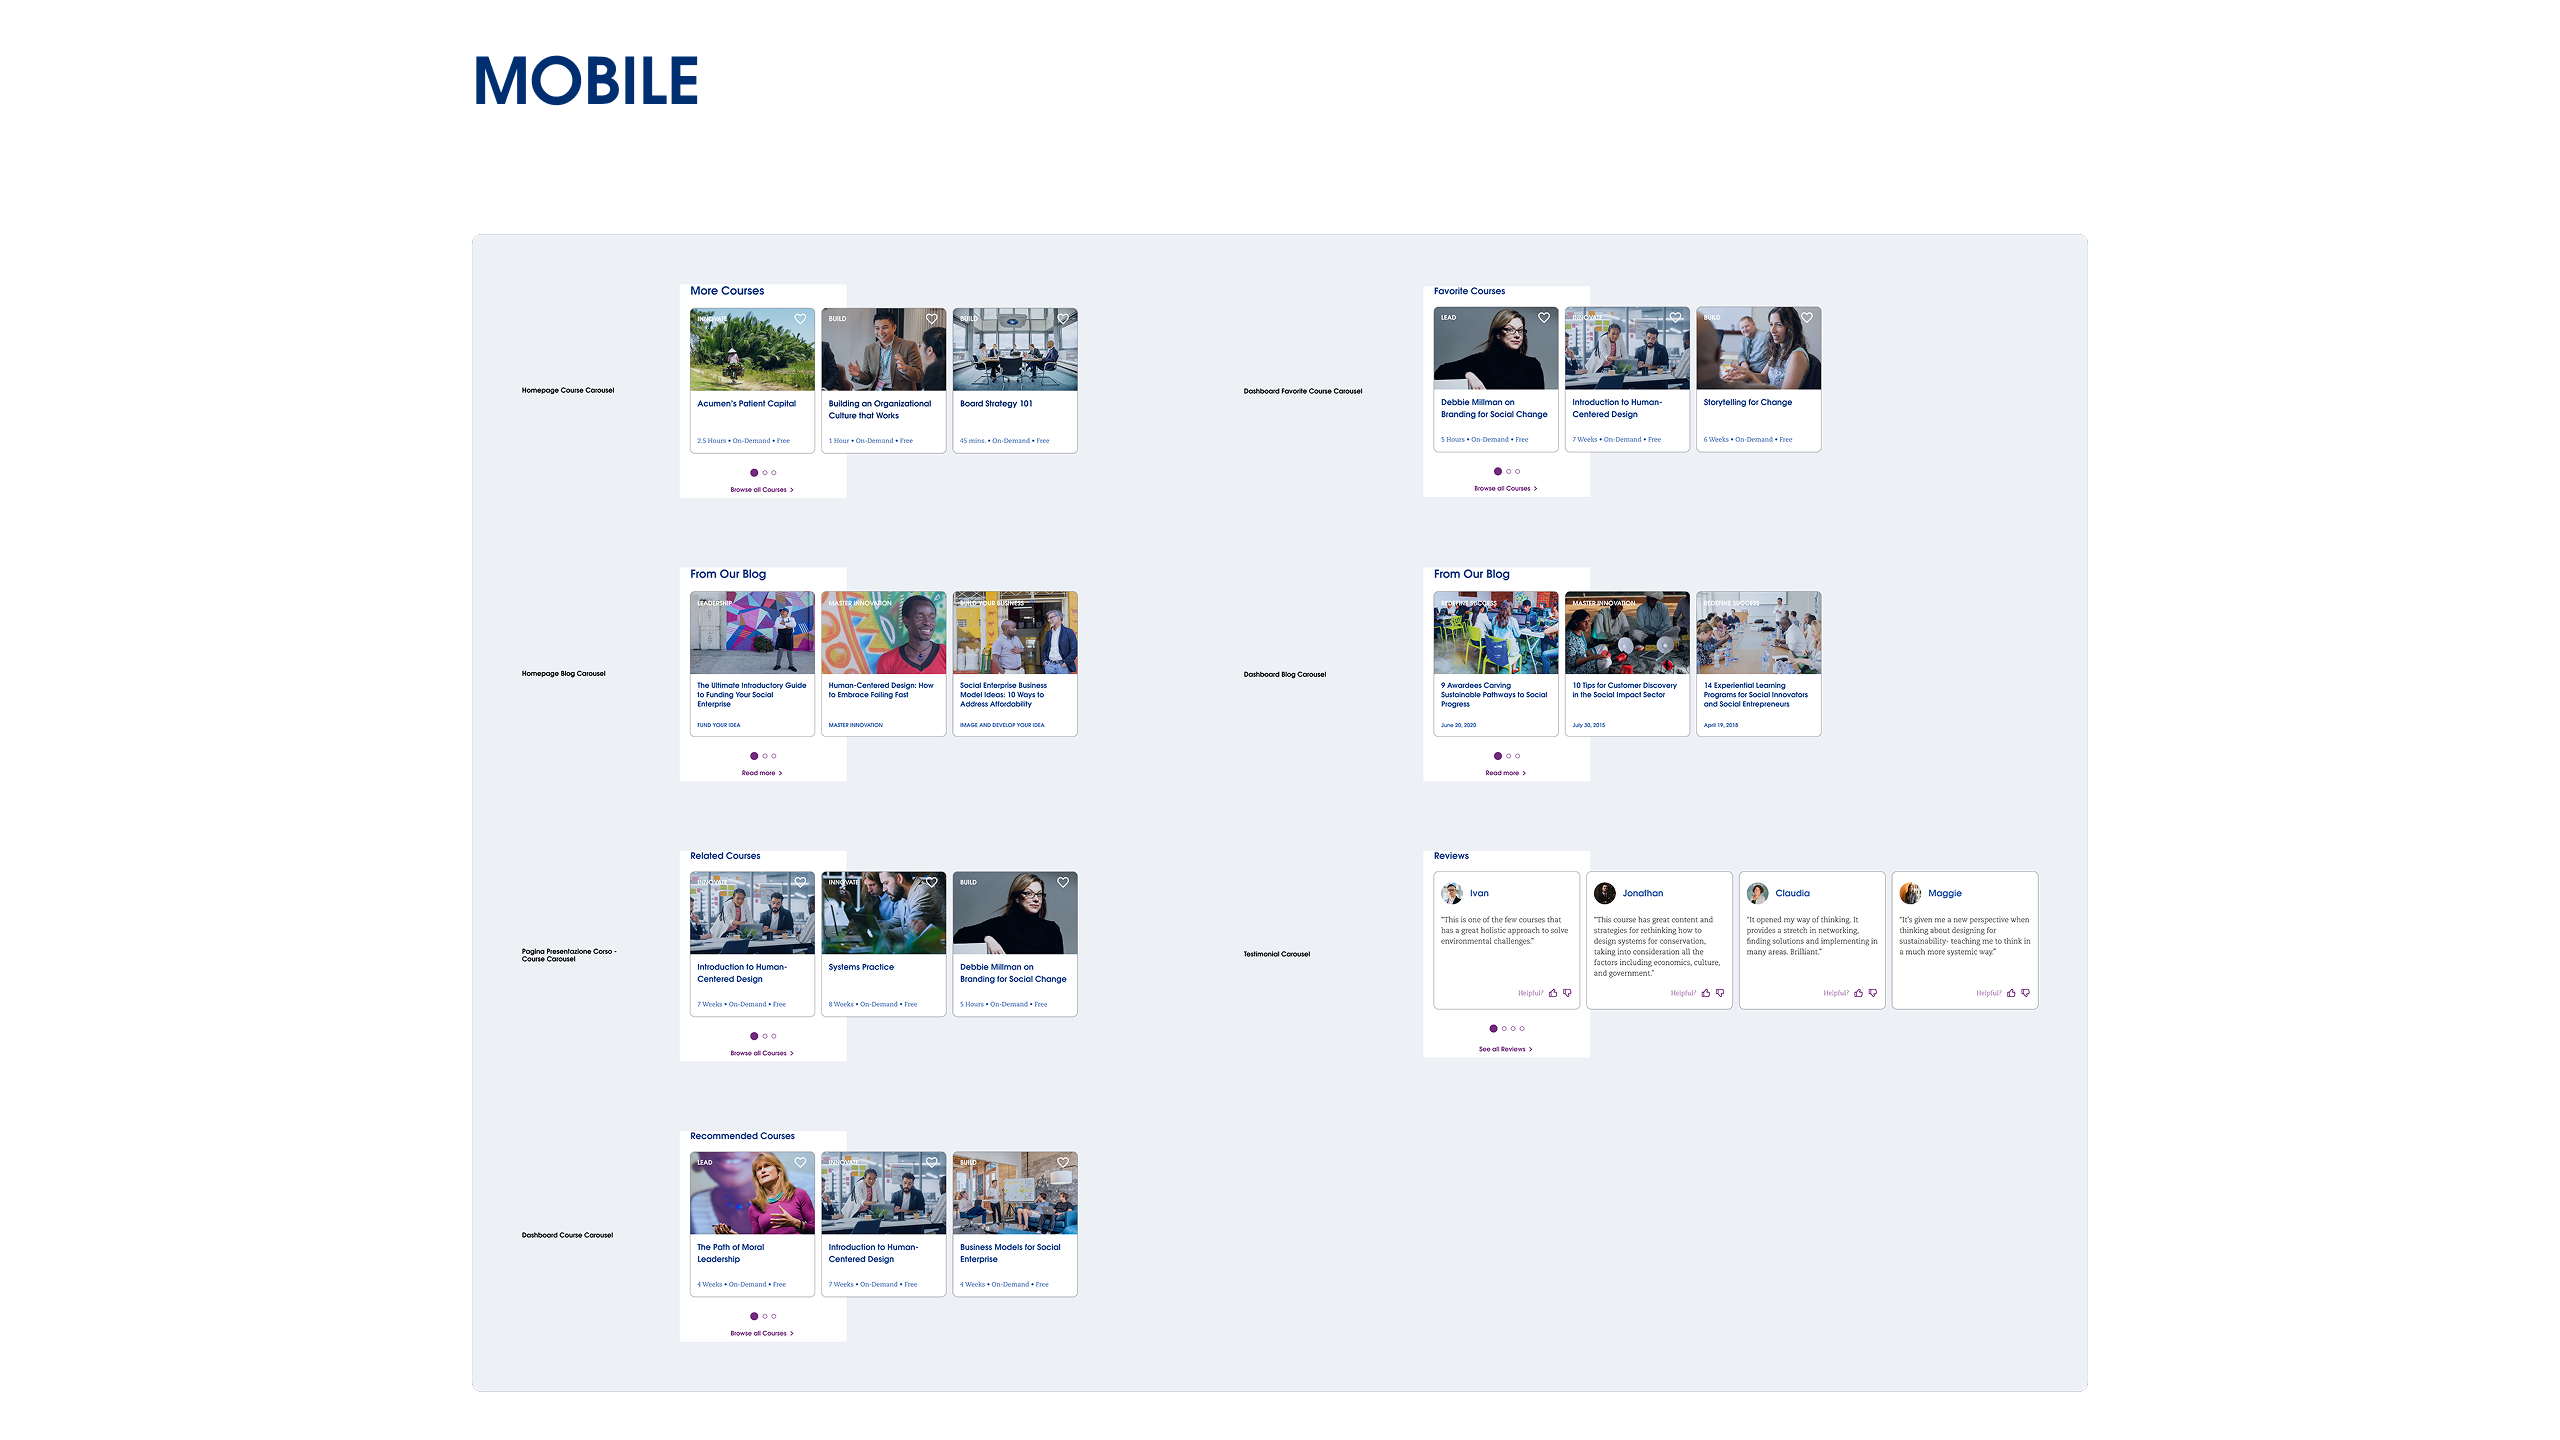 MOBILE
Homepage Course Carousel
More Courses
INNOVATE
Acumen's Patient Capital
2.5 Hours • On-Demand • Free
BUILD
Building an Organizational
Culture that Works
1 Hour • On-Demand • Free
BUILD
Board Strategy 101
45 mins. • On-Demand • Free
Browse all Courses >
Dashboard Favorite Course Carousel
Favorite Courses
LEAD
Debbie Millman on
Branding for Social Change
5 Hours • On-Demand • Free
INNOVATE
Introduction to Human-
Centered Design
7 Weeks • On-Demand • Free
BUILD
Storytelling for Change
6 Weeks • On-Demand • Free
Browse all Courses >
Homepage Blog Carousel
From Our Blog
LEADERSHIP
The Ultimate Introductory Guide
to Funding Your Social
Enterprise
FUND YOUR IDEA
MASTER INNOVATION
Human-Centered Design: How
to Embrace Failing Fast
MASTER INNOVATION
BUILD YOUR BUSINESS
Social Enterprise Business
Model Ideas: 10 Ways to
Address Affordability
IMAGE AND DEVELOP YOUR IDEA
Read more >
Dashboard Blog Carousel
From Our Blog
REDEFINE SUCCESS
9 Awardees Carving
Sustainable Pathways to Social
Progress
June 20, 2020
MASTER INNOVATION
10 Tips for Customer Discovery
in the Social Impact Sector
July 30, 2015
REDEFINE SUCCESS
14 Experiential Learning
Programs for Social Innovators
and Social Entrepreneurs
April 19, 2018
Read more >
Pagina Presentazione Corso -
Course Carousel
Related Courses
INNOVATE
Introduction to Human-
Centered Design
7 Weeks • On-Demand • Free
INNOVATE
Systems Practice
8 Weeks • On-Demand • Free
BUILD
Debbie Millman on
Branding for Social Change
5 Hours • On-Demand • Free
Browse all Courses >
Testimonial Carousel
Reviews
Ivan
"This is one of the few courses that
has a great holistic approach to solve
environmental challenges."
Helpful?
Jonathan
"This course has great content and
strategies for rethinking how to
design systems for conservation,
taking into consideration all the
factors including economics, culture,
and government."
Helpful?
Claudia
"It opened my way of thinking. It
provides a stretch in networking,
finding solutions and implementing in
many areas. Brilliant."
Helpful?
Maggie
"It's given me a new perspective when
thinking about designing for
sustainability- teaching me to think in
a much more systemic way."
Helpful?
See all Reviews >
Dashboard Course Carousel
Recommended Courses
LEAD
The Path of Moral
Leadership
4 Weeks • On-Demand • Free
INNOVATE
Introduction to Human-
Centered Design
7 Weeks • On-Demand • Free
BUILD
Business Models for Social
Enterprise
4 Weeks • On-Demand • Free
Browse all Courses >